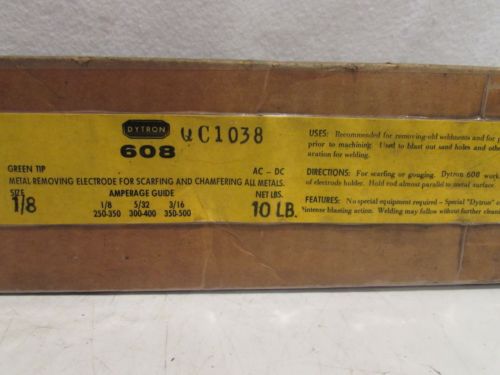 DYTRON
608
QC1038
GREEN TIP
AC – DC
METAL-REMOVING ELECTRODE FOR SCARFING AND CHAMFERING ALL METALS.
SIZE
AMPERAGE GUIDE
NET LBS.
1/8
1/8 5/32 3/16
250-350 300-400 350-500
10 LB.
USES: Recommended for removing old weldments and for
prior to machining. Used to blast out sand holes and othe
aration for welding.
DIRECTIONS: For scarfing or gouging. Dytron 608 work
of electrode holder. Hold rod almost parallel to metal surface.
FEATURES: No special equipment required – Special "Dytron"
intense blasting action. Welding may follow without further cleani